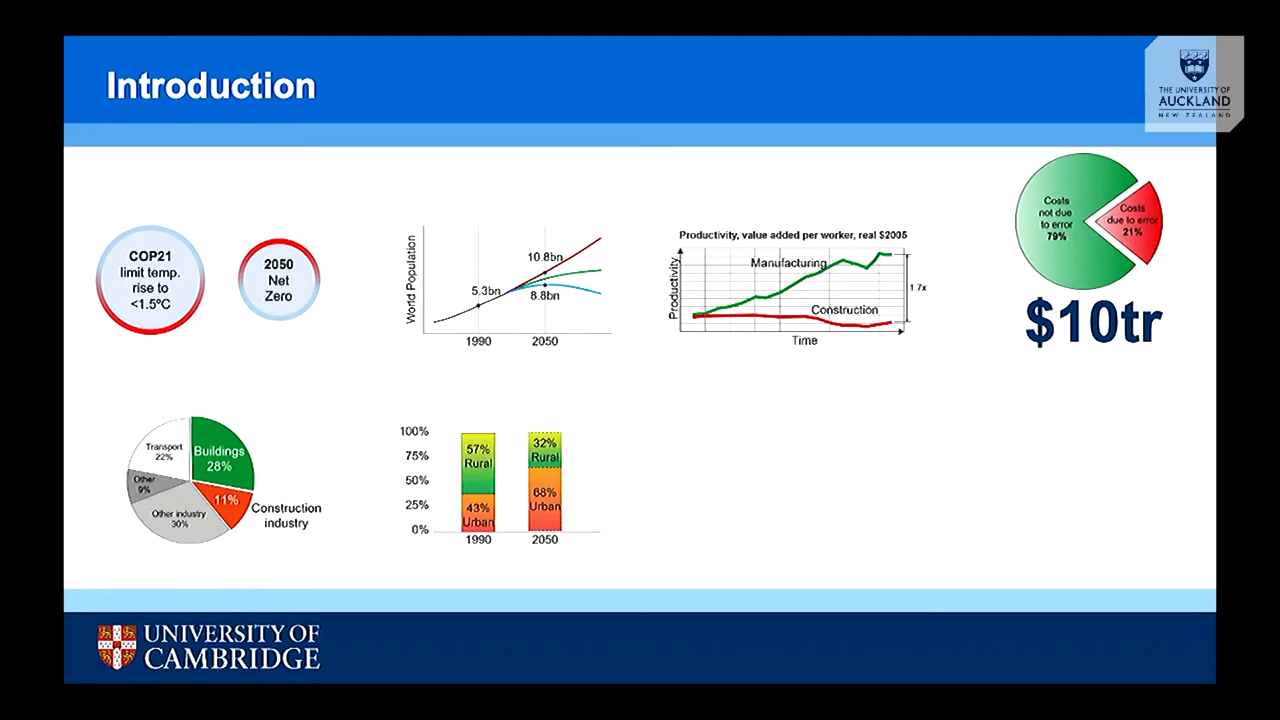 Introduction
THE UNIVERSITY OF
AUCKLAND
NEW ZEALAND
COP21
limit temp.
rise to
<1.5ºC
2050
Net
Zero
World Population
10.8bn
5.3bn
8.8bn
1990
2050
Productivity, value added per worker, real $2005
Productivity
Manufacturing
Construction
1.7x
Time
Costs
not due
to error
79%
Costs
due to error
21%
$10tr
Transport
22%
Buildings
28%
Other
9%
11%
Other industry
30%
Construction
industry
100%
75%
50%
25%
0%
57%
Rural
43%
Urban
32%
Rural
68%
Urban
1990
2050
UNIVERSITY OF
CAMBRIDGE